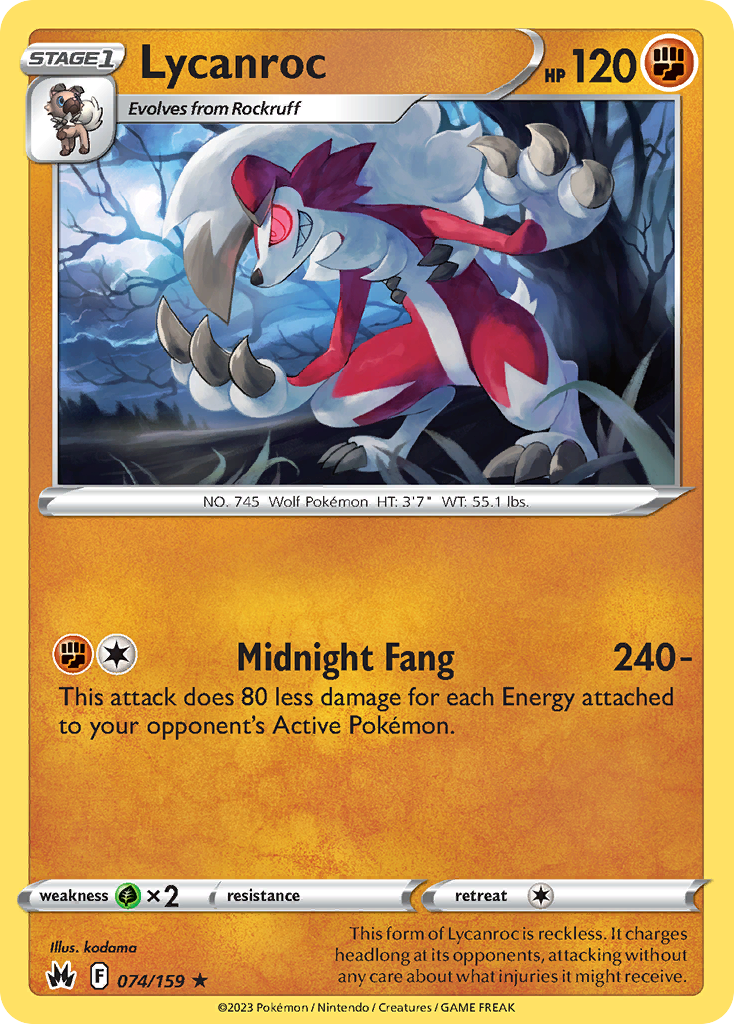 STAGE1
Lycanroc
HP 120
Evolves from Rockruff
NO. 745 Wolf Pokémon HT: 3'7" WT: 55.1 lbs.
Midnight Fang 240-
This attack does 80 less damage for each Energy attached
to your opponent's Active Pokémon.
weakness ×2 resistance retreat
Illus. kodama
This form of Lycanroc is reckless. It charges
headlong at its opponents, attacking without
any care about what injuries it might receive.
F 074/159 ★
©2023 Pokémon / Nintendo / Creatures / GAME FREAK